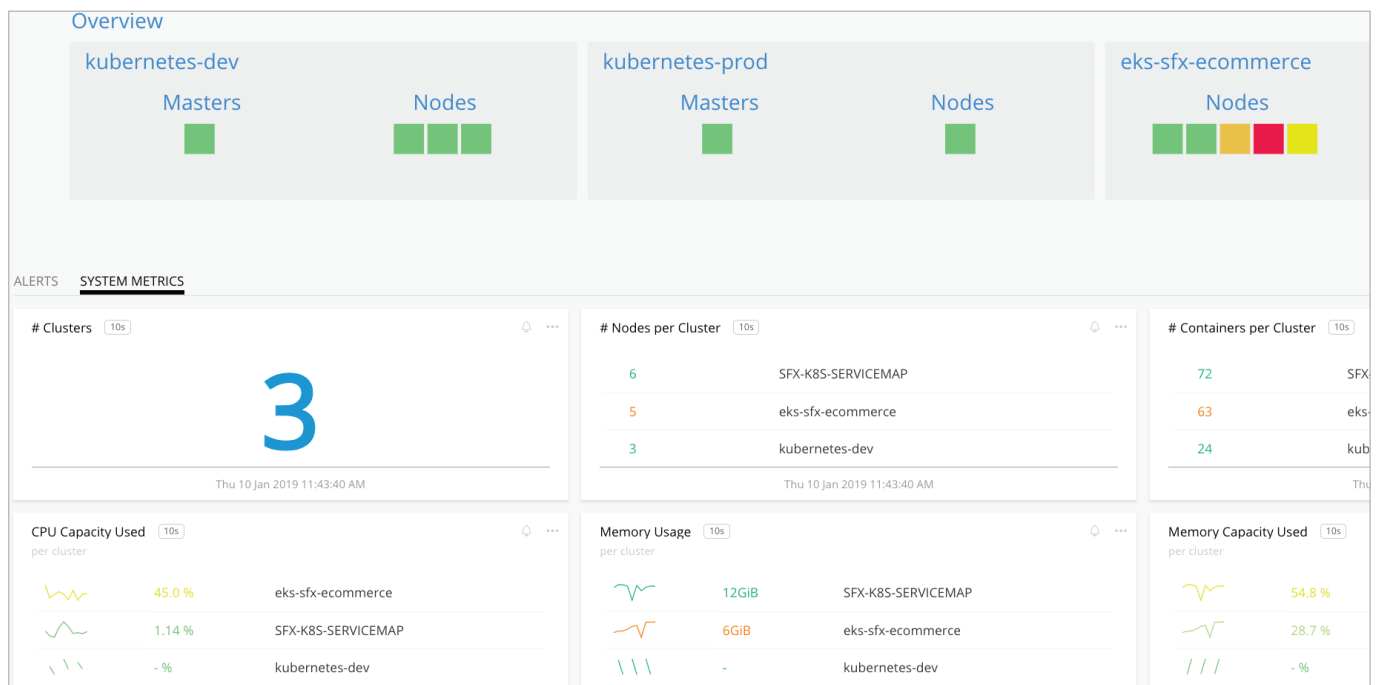 Overview
kubernetes-dev
kubernetes-prod
eks-sfx-ecommerce
Masters
Nodes
Masters
Nodes
Nodes
ALERTS
SYSTEM METRICS
# Clusters 10s
3
Thu 10 Jan 2019 11:43:40 AM
# Nodes per Cluster 10s
6 SFX-K8S-SERVICEMAP
5 eks-sfx-ecommerce
3 kubernetes-dev
Thu 10 Jan 2019 11:43:40 AM
# Containers per Cluster 10s
72 SFX-
63 eks-
24 kub
Thu
CPU Capacity Used 10s
per cluster
45.0 % eks-sfx-ecommerce
1.14 % SFX-K8S-SERVICEMAP
- % kubernetes-dev
Memory Usage 10s
per cluster
12GiB SFX-K8S-SERVICEMAP
6GiB eks-sfx-ecommerce
- kubernetes-dev
Memory Capacity Used 10s
per cluster
54.8 %
28.7 %
- %